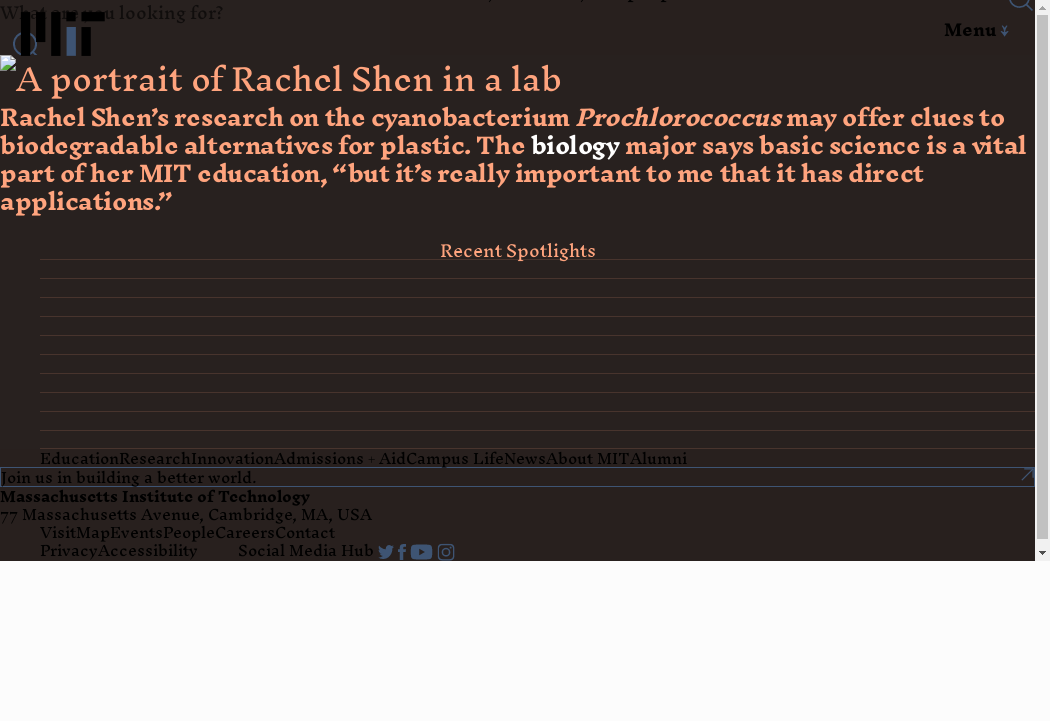 What are you looking for?
MIT
Menu
A portrait of Rachel Shen in a lab
Rachel Shen’s research on the cyanobacterium Prochlorococcus may offer clues to
biodegradable alternatives for plastic. The biology major says basic science is a vital
part of her MIT education, “but it’s really important to me that it has direct
applications.”
Recent Spotlights
EducationResearchInnovationAdmissions + AidCampus LifeNewsAbout MITAlumni
Join us in building a better world.
Massachusetts Institute of Technology
77 Massachusetts Avenue, Cambridge, MA, USA
VisitMapEventsPeopleCareersContact
PrivacyAccessibility Social Media Hub